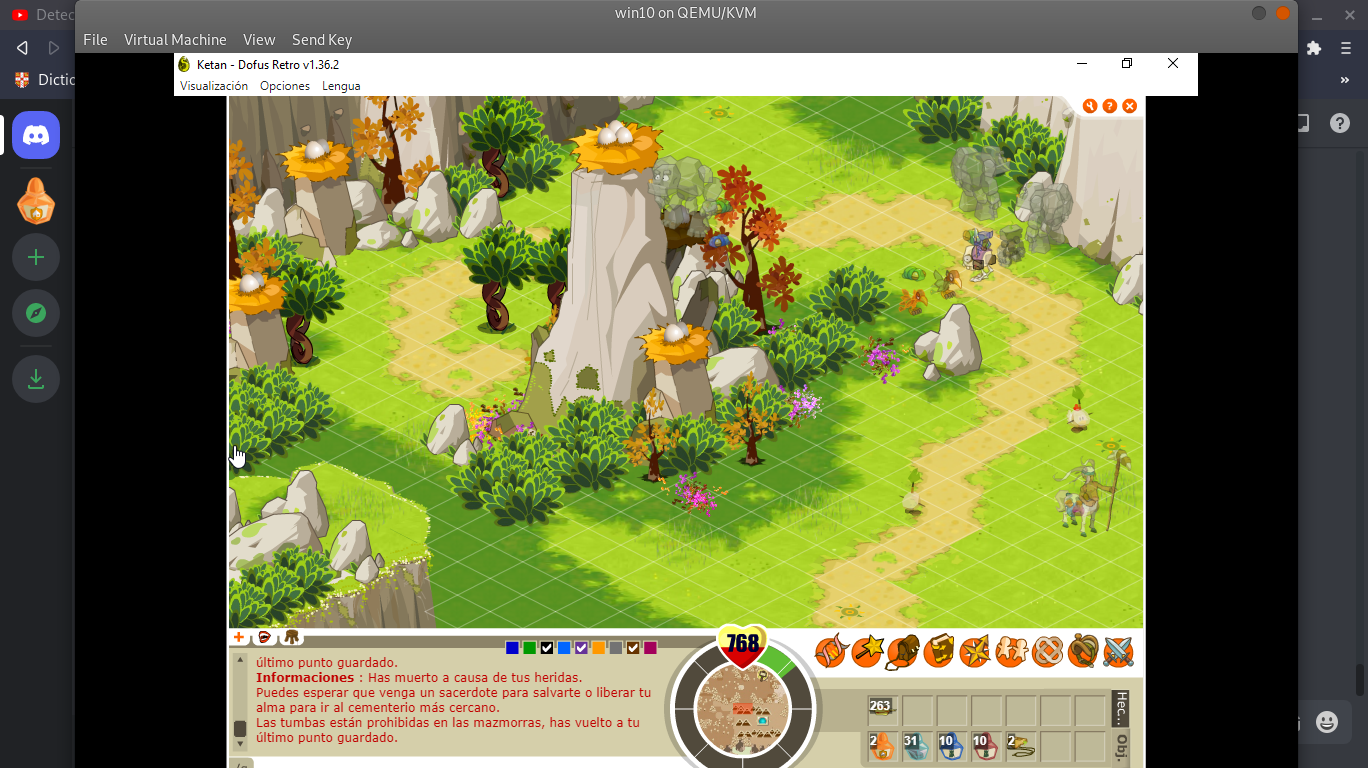 Detec
win10 on QEMU/KVM
File Virtual Machine View Send Key
Dictio
Ketan - Dofus Retro v1.36.2
Visualización Opciones Lengua
768
último punto guardado.
Informaciones : Has muerto a causa de tus heridas.
Puedes esperar que venga un sacerdote para salvarte o liberar tu
alma para ir al cementerio más cercano.
Las tumbas están prohibidas en las mazmorras, has vuelto a tu
último punto guardado.
263
Hec...
2 31 10 10 2
Obj.